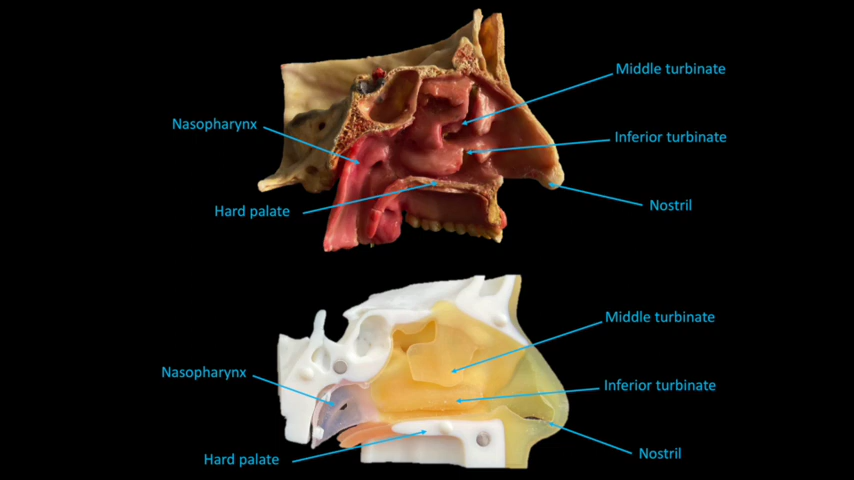 Middle turbinate
Nasopharynx
Inferior turbinate
Hard palate
Nostril
Middle turbinate
Nasopharynx
Inferior turbinate
Hard palate
Nostril